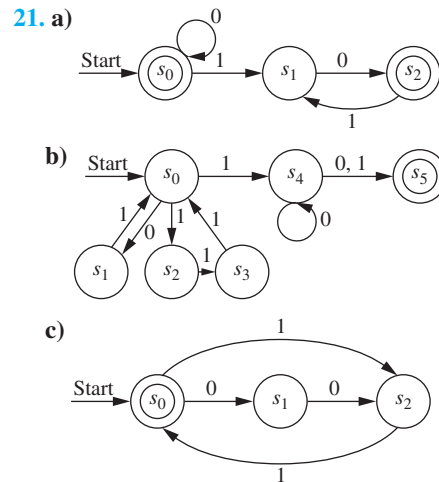 21. a)
0
Start s₀ 1 s₁ 0 s₂
1
b)
Start s₀ 1 s₄ 0, 1 s₅
1 0 1 1 0
s₁ s₂ 1 s₃
c)
1
Start s₀ 0 s₁ 0 s₂
1